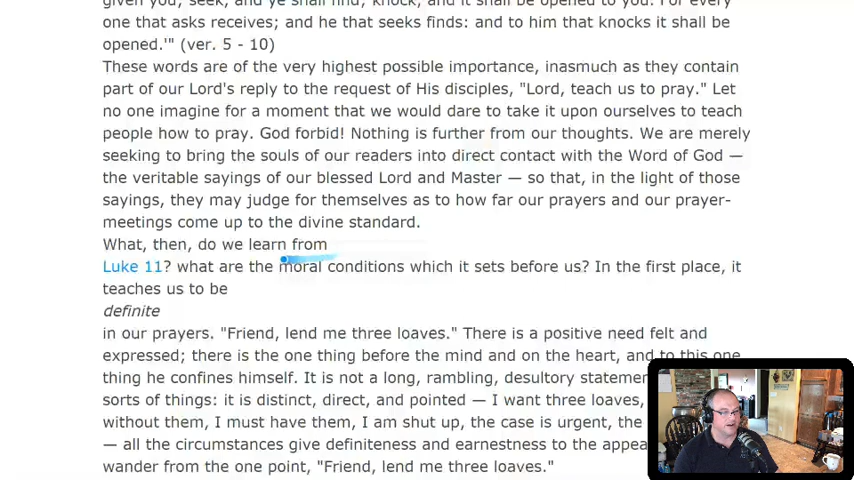 given you; seek, and ye shall find; knock, and it shall be opened to you. For every
one that asks receives; and he that seeks finds: and to him that knocks it shall be
opened.'" (ver. 5 - 10)
These words are of the very highest possible importance, inasmuch as they contain
part of our Lord's reply to the request of His disciples, "Lord, teach us to pray." Let
no one imagine for a moment that we would dare to take it upon ourselves to teach
people how to pray. God forbid! Nothing is further from our thoughts. We are merely
seeking to bring the souls of our readers into direct contact with the Word of God —
the veritable sayings of our blessed Lord and Master — so that, in the light of those
sayings, they may judge for themselves as to how far our prayers and our prayer-
meetings come up to the divine standard.
What, then, do we learn from
Luke 11? what are the moral conditions which it sets before us? In the first place, it
teaches us to be
definite
in our prayers. "Friend, lend me three loaves." There is a positive need felt and
expressed; there is the one thing before the mind and on the heart, and to this one
thing he confines himself. It is not a long, rambling, desultory
sorts of things: it is distinct, direct, and pointed — I want three loaves,
without them, I must have them, I am shut up, the case is urgent, the
— all the circumstances give definiteness and earnestness to the
wander from the one point, "Friend, lend me three loaves."